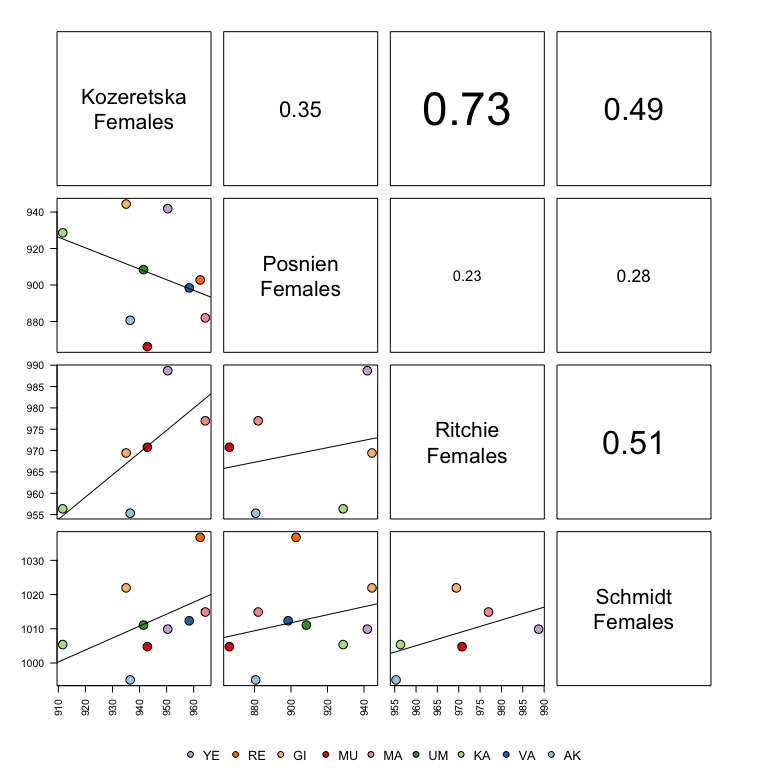 Kozeretska
Females
0.35
0.73
0.49
940
920
900
880
Posnien
Females
0.23
0.28
990
985
980
975
970
965
960
955
Ritchie
Females
0.51
1030
1020
1010
1000
Schmidt
Females
910 920 930 940 950 960
880 900 920 940
955 960 965 970 975 980 985 990
YE RE GI MU MA UM KA VA AK